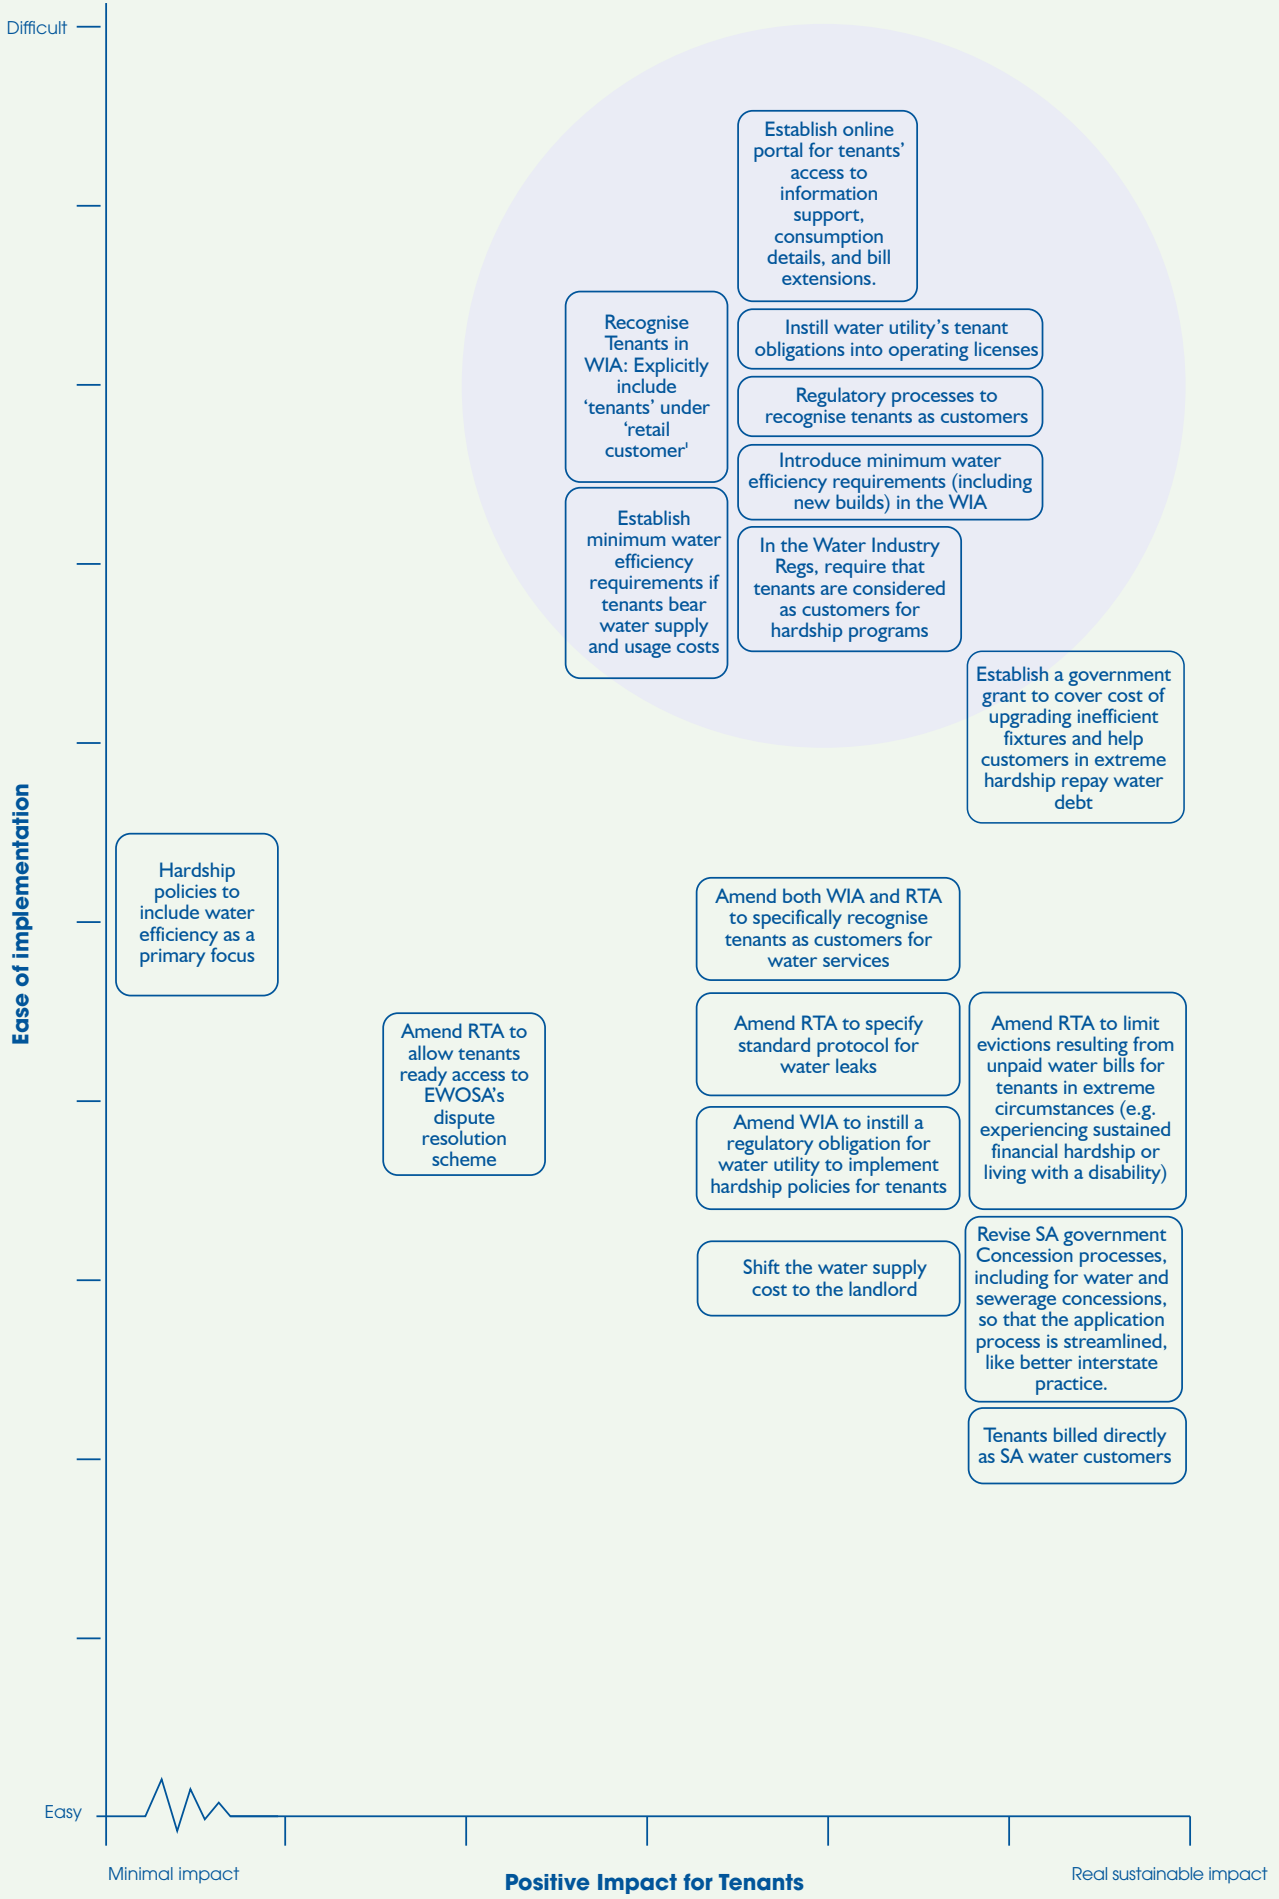 Difficult
Establish online
portal for tenants’
access to
information
support,
consumption
details, and bill
extensions.
Recognise
Tenants in
WIA: Explicitly
include
‘tenants’ under
‘retail
customer'
Instill water utility’s tenant
obligations into operating licenses
Regulatory processes to
recognise tenants as customers
Introduce minimum water
efficiency requirements (including
new builds) in the WIA
Establish
minimum water
efficiency
requirements if
tenants bear
water supply
and usage costs
In the Water Industry
Regs, require that
tenants are considered
as customers for
hardship programs
Establish a government
grant to cover cost of
upgrading inefficient
fixtures and help
customers in extreme
hardship repay water
debt
Ease of implementation
Hardship
policies to
include water
efficiency as a
primary focus
Amend both WIA and RTA
to specifically recognise
tenants as customers for
water services
Amend RTA to
allow tenants
ready access to
EWOSA’s
dispute
resolution
scheme
Amend RTA to specify
standard protocol for
water leaks
Amend RTA to limit
evictions resulting from
unpaid water bills for
tenants in extreme
circumstances (e.g.
experiencing sustained
financial hardship or
living with a disability)
Amend WIA to instill a
regulatory obligation for
water utility to implement
hardship policies for tenants
Shift the water supply
cost to the landlord
Revise SA government
Concession processes,
including for water and
sewerage concessions,
so that the application
process is streamlined,
like better interstate
practice.
Tenants billed directly
as SA water customers
Easy
Minimal impact
Positive Impact for Tenants
Real sustainable impact